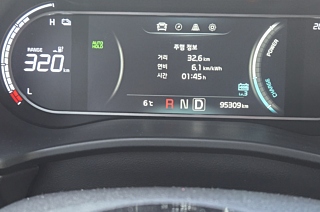 H
RANGE
320 km
L
AUTO
HOLD
주행 정보
거리 32.6 km
연비 6.1 km/kWh
시간 01:45 h
6°c R N D 95309 km
POWER
CHARGE